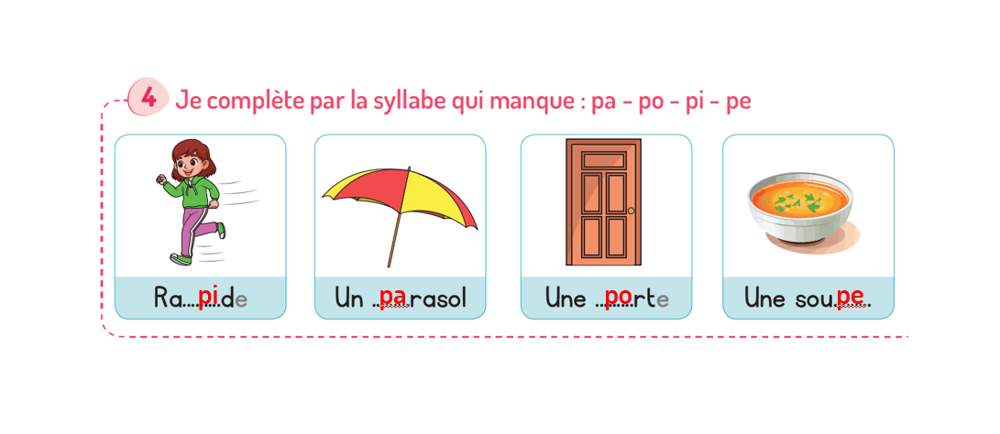 4 Je complète par la syllabe qui manque : pa - po - pi - pe
Ra....pi....de
Un ..pa..rasol
Une ..po..rte
Une sou.pe..